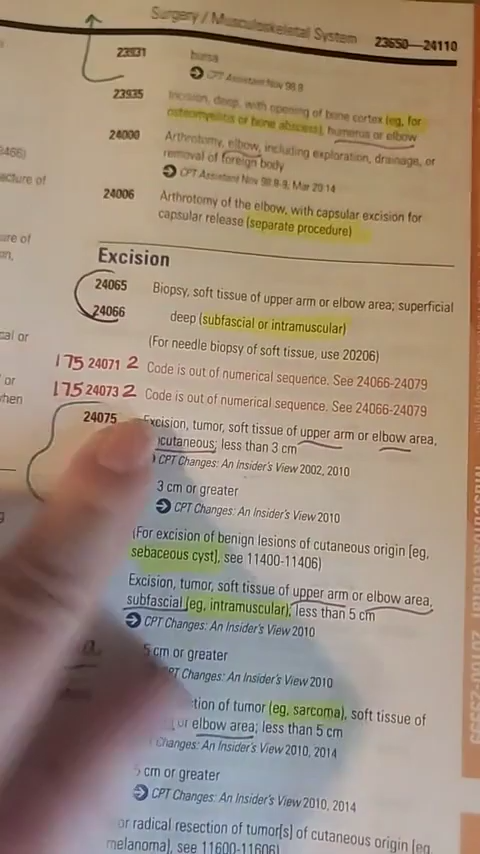 Surgery / Musculoskeletal System 23650—24110
23931 bursa
CPT Assistant Nov 98:8
23935 Incision, deep, with opening of bone cortex (eg, for
osteomyelitis or bone abscess), humerus or elbow
24000 Arthrotomy, elbow, including exploration, drainage, or
removal of foreign body
CPT Assistant Nov 98:8-9, Mar 20:14
24006 Arthrotomy of the elbow, with capsular excision for
capsular release (separate procedure)
Excision
24065 Biopsy, soft tissue of upper arm or elbow area; superficial
24066 deep (subfascial or intramuscular)
(For needle biopsy of soft tissue, use 20206)
175 24071 2 Code is out of numerical sequence. See 24066-24079
175 24073 2 Code is out of numerical sequence. See 24066-24079
24075 Excision, tumor, soft tissue of upper arm or elbow area,
cutaneous; less than 3 cm
CPT Changes: An Insider's View 2002, 2010
3 cm or greater
CPT Changes: An Insider's View 2010
(For excision of benign lesions of cutaneous origin [eg,
sebaceous cyst], see 11400-11406)
Excision, tumor, soft tissue of upper arm or elbow area,
subfascial (eg, intramuscular); less than 5 cm
CPT Changes: An Insider's View 2010
5 cm or greater
CPT Changes: An Insider's View 2010
tion of tumor (eg, sarcoma), soft tissue of
or elbow area; less than 5 cm
Changes: An Insider's View 2010, 2014
cm or greater
CPT Changes: An Insider's View 2010, 2014
or radical resection of tumor[s] of cutaneous origin [eg,
melanoma], see 11600-11606)